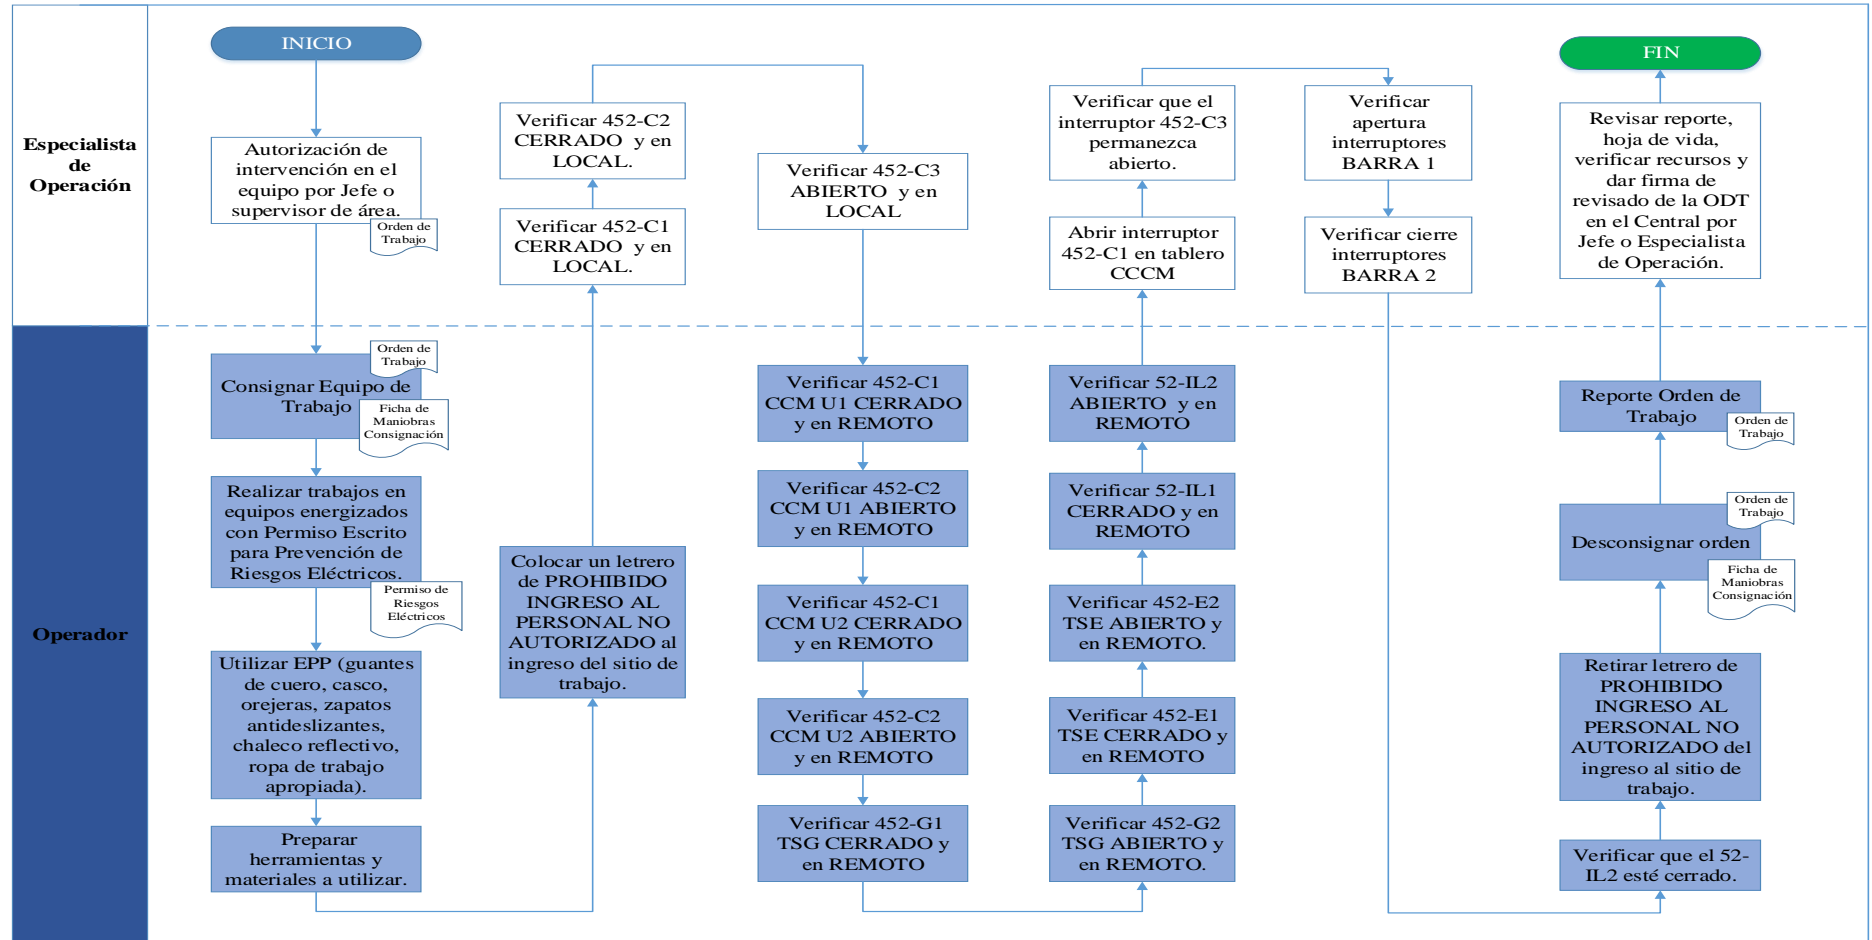 Especialista
de
Operación
Operador
INICIO
Autorización de
intervención en el
equipo por Jefe o
supervisor de área.
Orden de
Trabajo
Consignar Equipo de
Trabajo
Orden de
Trabajo
Ficha de
Maniobras
Consignación
Realizar trabajos en
equipos energizados
con Permiso Escrito
para Prevención de
Riesgos Eléctricos.
Permiso de
Riesgos
Eléctricos
Utilizar EPP (guantes
de cuero, casco,
orejeras, zapatos
antideslizantes,
chaleco reflectivo,
ropa de trabajo
apropiada).
Preparar
herramientas y
materiales a utilizar.
Colocar un letrero
de PROHIBIDO
INGRESO AL
PERSONAL NO
AUTORIZADO al
ingreso del sitio de
trabajo.
Verificar 452-C1
CERRADO y en
LOCAL.
Verificar 452-C2
CERRADO y en
LOCAL.
Verificar 452-C3
ABIERTO y en
LOCAL
Verificar 452-C1
CCM U1 CERRADO
y en REMOTO
Verificar 452-C2
CCM U1 ABIERTO
y en REMOTO
Verificar 452-C1
CCM U2 CERRADO
y en REMOTO
Verificar 452-C2
CCM U2 ABIERTO
y en REMOTO
Verificar 452-G1
TSG CERRADO y
en REMOTO
Verificar 452-G2
TSG ABIERTO y
en REMOTO.
Verificar 452-E1
TSE CERRADO y
en REMOTO
Verificar 452-E2
TSE ABIERTO y
en REMOTO.
Verificar 52-IL1
CERRADO y en
REMOTO
Verificar 52-IL2
ABIERTO y en
REMOTO
Abrir interruptor
452-C1 en tablero
CCCM
Verificar que el
interruptor 452-C3
permanezca
abierto.
Verificar
apertura
interruptores
BARRA 1
Verificar cierre
interruptores
BARRA 2
Verificar que el 52-
IL2 esté cerrado.
Retirar letrero de
PROHIBIDO
INGRESO AL
PERSONAL NO
AUTORIZADO del
ingreso al sitio de
trabajo.
Desconsignar orden
Orden de
Trabajo
Ficha de
Maniobras
Consignación
Reporte Orden de
Trabajo
Orden de
Trabajo
Revisar reporte,
hoja de vida,
verificar recursos y
dar firma de
revisado de la ODT
en el Central por
Jefe o Especialista
de Operación.
FIN